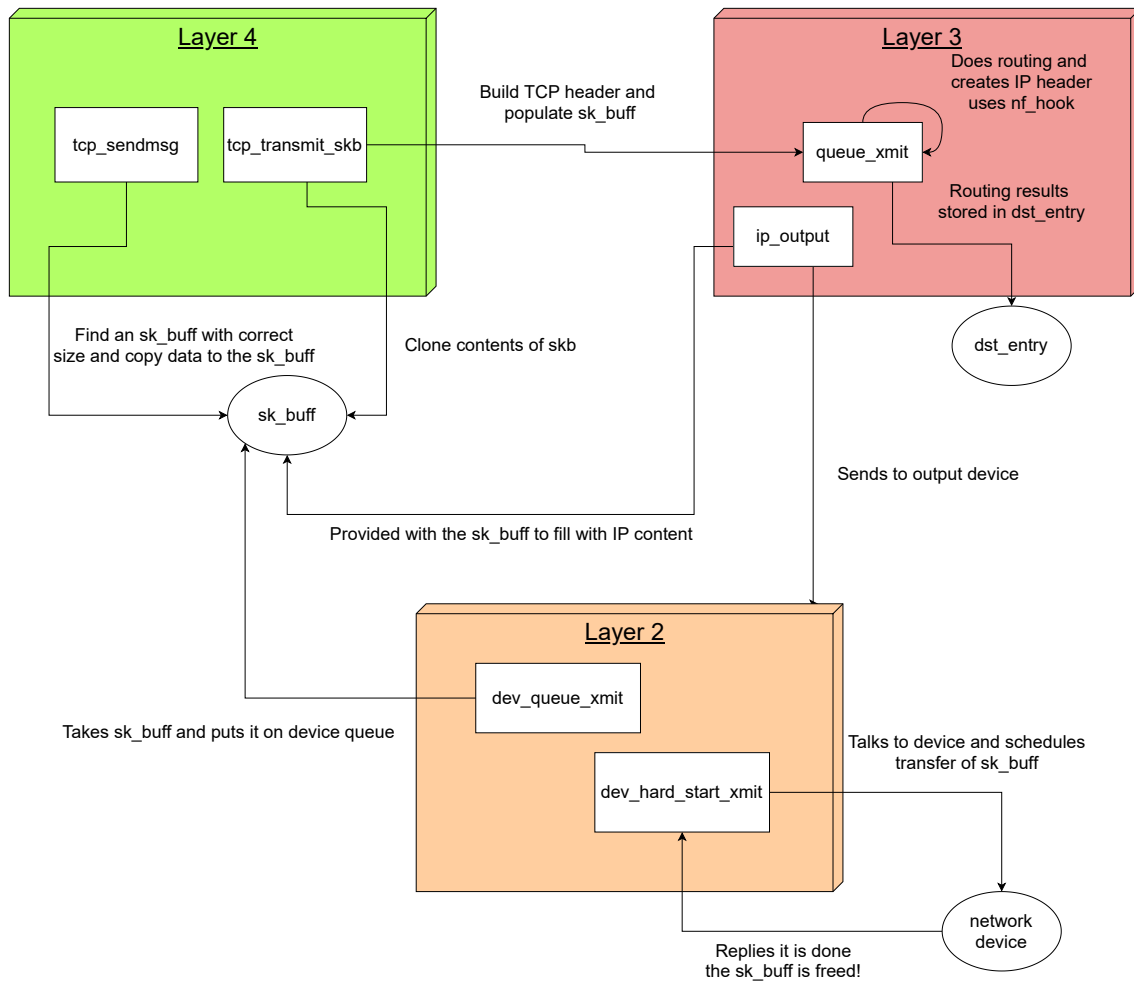 Layer 4
tcp_sendmsg
tcp_transmit_skb
Build TCP header and
populate sk_buff
Layer 3
Does routing and
creates IP header
uses nf_hook
queue_xmit
Routing results
stored in dst_entry
ip_output
dst_entry
Find an sk_buff with correct
size and copy data to the sk_buff
Clone contents of skb
sk_buff
Sends to output device
Provided with the sk_buff to fill with IP content
Layer 2
dev_queue_xmit
Takes sk_buff and puts it on device queue
dev_hard_start_xmit
Talks to device and schedules
transfer of sk_buff
network
device
Replies it is done
the sk_buff is freed!